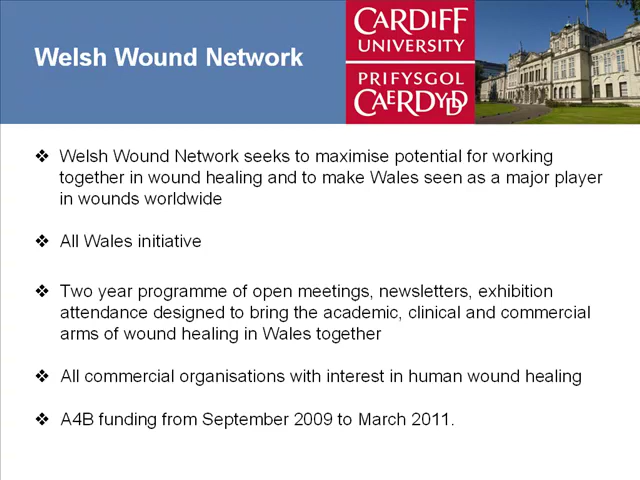 Welsh Wound Network
CARDIFF
UNIVERSITY
PRIFYSGOL
CAERDYDD
❖ Welsh Wound Network seeks to maximise potential for working
together in wound healing and to make Wales seen as a major player
in wounds worldwide
❖ All Wales initiative
❖ Two year programme of open meetings, newsletters, exhibition
attendance designed to bring the academic, clinical and commercial
arms of wound healing in Wales together
❖ All commercial organisations with interest in human wound healing
❖ A4B funding from September 2009 to March 2011.